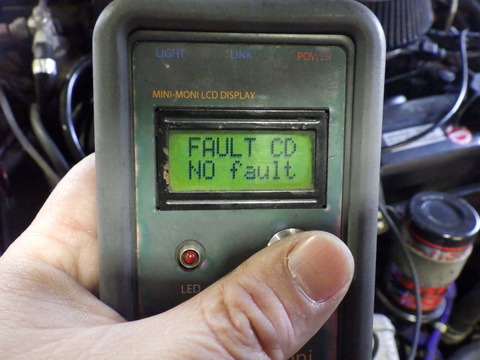 LIGHT LINK POWER
MINI-MONI LCD DISPLAY
FAULT CD
NO fault
LED